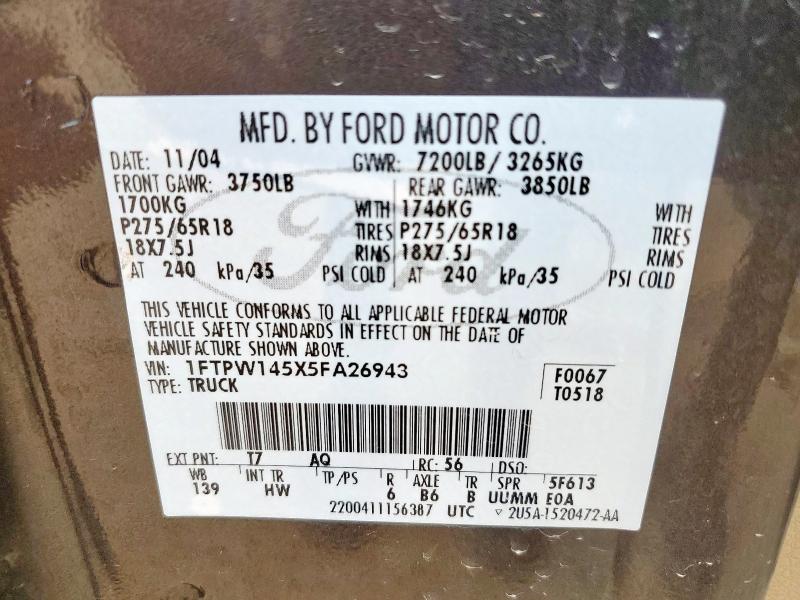 MFD. BY FORD MOTOR CO.
DATE: 11/04 GVWR: 7200LB/ 3265KG
FRONT GAWR: 3750LB REAR GAWR: 3850LB
1700KG WITH 1746KG WITH
P275/65R18 TIRES P275/65R18 TIRES
18X7.5J RIMS 18X7.5J RIMS
AT 240 kPa/35 PSI COLD AT 240 kPa/35 PSI COLD
Ford
THIS VEHICLE CONFORMS TO ALL APPLICABLE FEDERAL MOTOR
VEHICLE SAFETY STANDARDS IN EFFECT ON THE DATE OF
MANUFACTURE SHOWN ABOVE.
VIN: 1FTPW145X5FA26943 F0067
TYPE: TRUCK T0518
EXT PNT: T7 AQ RC: 56 DSO:
WB INT TR TP/PS R AXLE TR SPR 5F613
139 HW 6 B6 B UUMM E0A
2200411156387 UTC ▽ 2U5A-1520472-AA